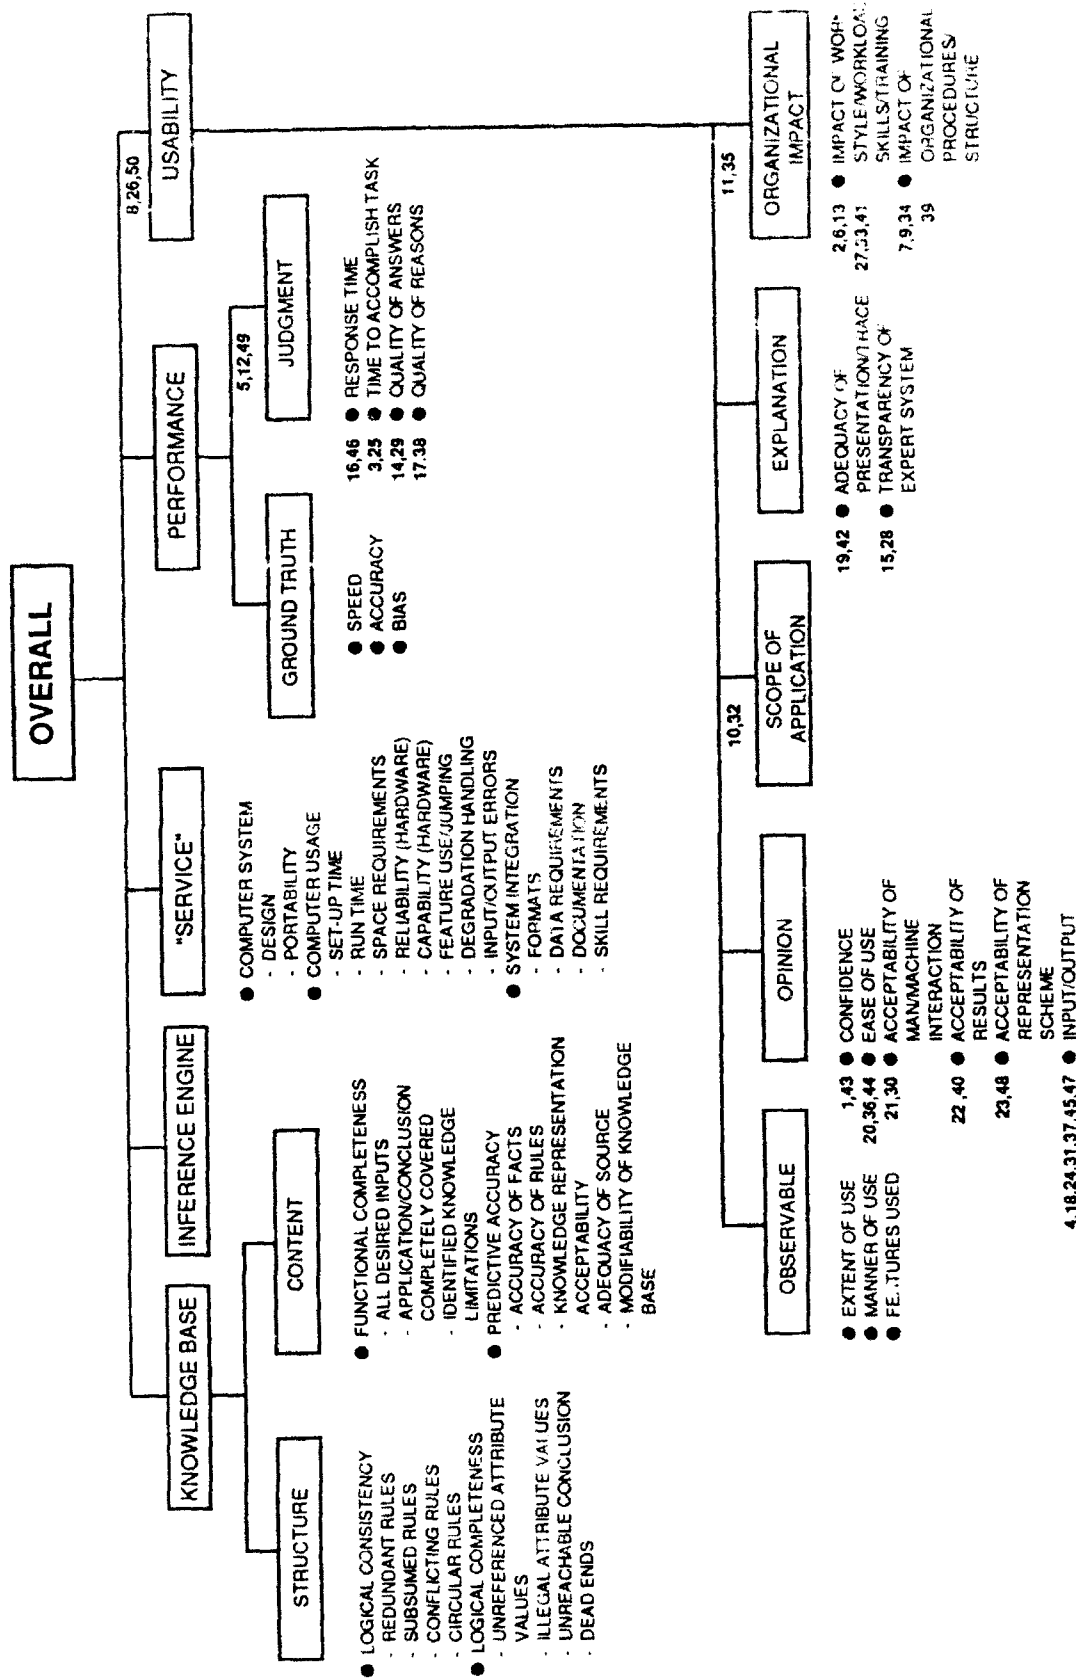 OVERALL
KNOWLEDGE BASE
INFERENCE ENGINE
"SERVICE"
PERFORMANCE
8,26,50
USABILITY
STRUCTURE
● LOGICAL CONSISTENCY
- REDUNDANT RULES
- SUBSUMED RULES
- CONFLICTING RULES
- CIRCULAR RULES
● LOGICAL COMPLETENESS
- UNREFERENCED ATTRIBUTE
VALUES
- ILLEGAL ATTRIBUTE VALUES
- UNREACHABLE CONCLUSION
- DEAD ENDS
CONTENT
● FUNCTIONAL COMPLETENESS
- ALL DESIRED INPUTS
- APPLICATION/CONCLUSION
COMPLETELY COVERED
- IDENTIFIED KNOWLEDGE
LIMITATIONS
● PREDICTIVE ACCURACY
- ACCURACY OF FACTS
- ACCURACY OF RULES
- KNOWLEDGE REPRESENTATION
ACCEPTABILITY
- ADEQUACY OF SOURCE
- MODIFIABILITY OF KNOWLEDGE
BASE
● COMPUTER SYSTEM
- DESIGN
- PORTABILITY
● COMPUTER USAGE
- SET-UP TIME
- RUN TIME
- SPACE REQUIREMENTS
- RELIABILITY (HARDWARE)
- CAPABILITY (HARDWARE)
- FEATURE USE/JUMPING
- DEGRADATION HANDLING
- INPUT/OUTPUT ERRORS
● SYSTEM INTEGRATION
- FORMATS
- DATA REQUIREMENTS
- DOCUMENTATION
- SKILL REQUIREMENTS
GROUND TRUTH
● SPEED
● ACCURACY
● BIAS
5,12,49
JUDGMENT
16,46 ● RESPONSE TIME
3,25 ● TIME TO ACCOMPLISH TASK
14,29 ● QUALITY OF ANSWERS
17,38 ● QUALITY OF REASONS
OBSERVABLE
● EXTENT OF USE
● MANNER OF USE
● USED
OPINION
1,43 ● CONFIDENCE
20,36,44 ● EASE OF USE
21,30 ● ACCEPTABILITY OF
MAN/MACHINE
INTERACTION
22,40 ● ACCEPTABILITY OF
RESULTS
23,48 ● ACCEPTABILITY OF
REPRESENTATION
SCHEME
4,18,24,31,37,45,47 ● INPUT/OUTPUT
10,32
SCOPE OF
APPLICATION
EXPLANATION
19,42 ● ADEQUACY OF
PRESENTATION/TRACE
15,28 ● TRANSPARENCY OF
EXPERT SYSTEM
11,35
ORGANIZATIONAL
IMPACT
2,6,13 ● IMPACT OF WORK
27,33,41 STYLE/WORKLOAD
SKILLS/TRAINING
7,9,34 ● IMPACT OF
39 ORGANIZATIONAL
PROCEDURES/
STRUCTURE